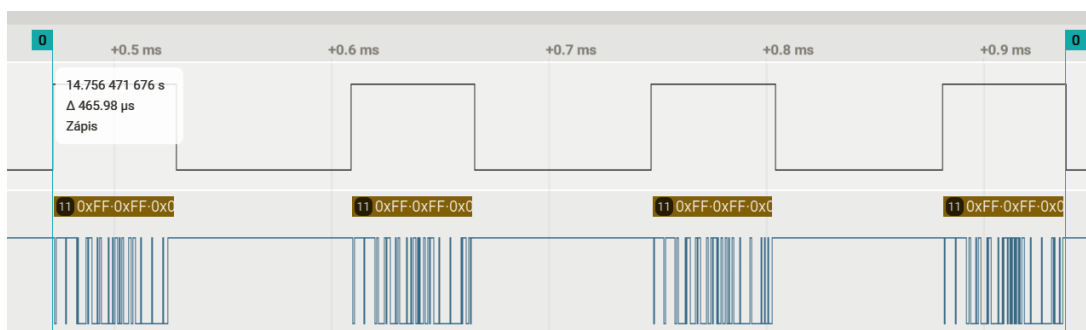 0 0
+0.5 ms +0.6 ms +0.7 ms +0.8 ms +0.9 ms
14.756 471 676 s
Δ 465.98 μs
Zápis
11 0xFF·0xFF·0x0 11 0xFF·0xFF·0x0 11 0xFF·0xFF·0x0 11 0xFF·0xFF·0x0